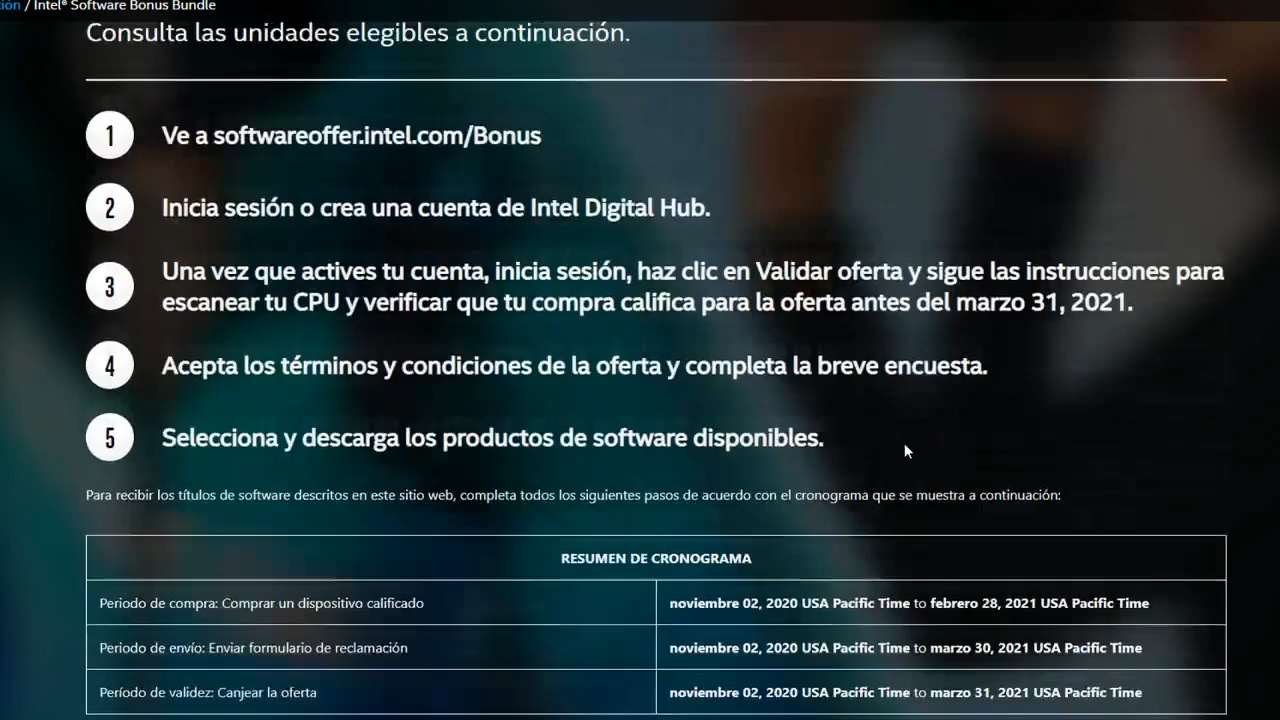 ción / Intel® Software Bonus Bundle
Consulta las unidades elegibles a continuación.
1 Ve a softwareoffer.intel.com/Bonus
2 Inicia sesión o crea una cuenta de Intel Digital Hub.
3 Una vez que actives tu cuenta, inicia sesión, haz clic en Validar oferta y sigue las instrucciones para
escanear tu CPU y verificar que tu compra califica para la oferta antes del marzo 31, 2021.
4 Acepta los términos y condiciones de la oferta y completa la breve encuesta.
5 Selecciona y descarga los productos de software disponibles.
Para recibir los títulos de software descritos en este sitio web, completa todos los siguientes pasos de acuerdo con el cronograma que se muestra a continuación:
RESUMEN DE CRONOGRAMA
Periodo de compra: Comprar un dispositivo calificado noviembre 02, 2020 USA Pacific Time to febrero 28, 2021 USA Pacific Time
Periodo de envío: Enviar formulario de reclamación noviembre 02, 2020 USA Pacific Time to marzo 30, 2021 USA Pacific Time
Período de validez: Canjear la oferta noviembre 02, 2020 USA Pacific Time to marzo 31, 2021 USA Pacific Time